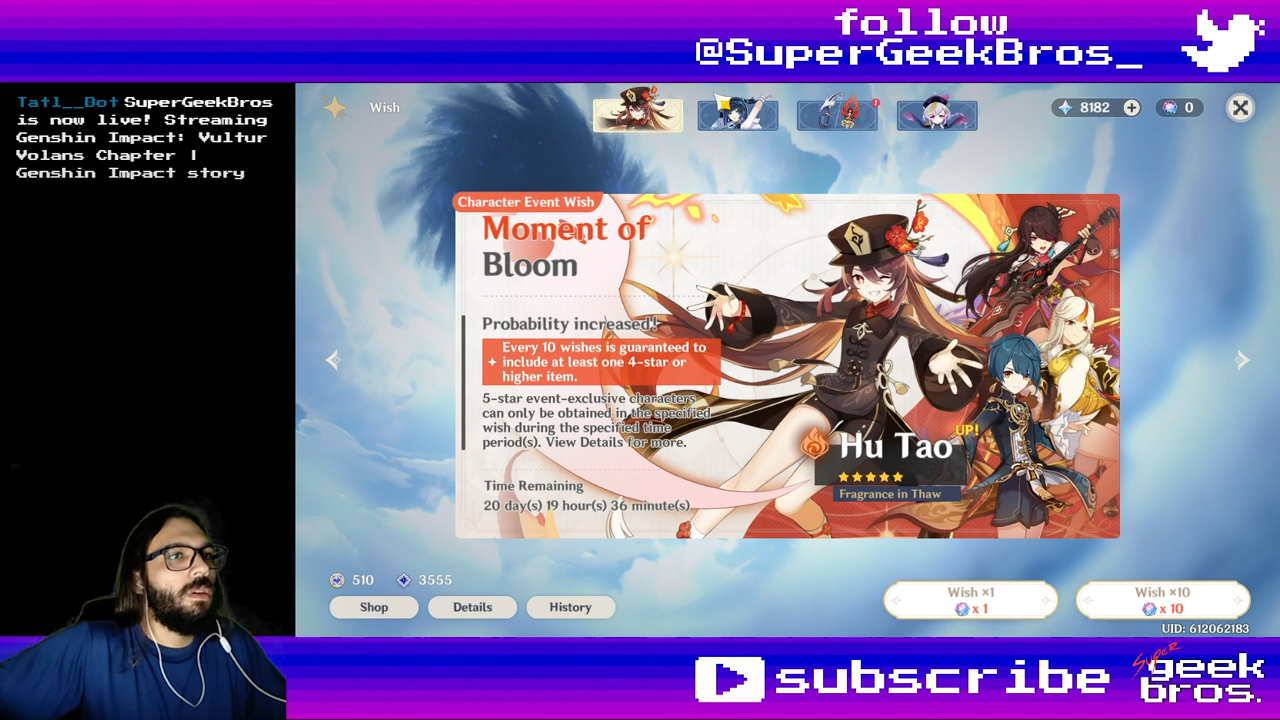 follow
@SuperGeekBros_
Tatl__Bot SuperGeekBros
is now live! Streaming
Genshin Impact: Vultur
Volans Chapter |
Genshin Impact story
Wish
8182
0
Character Event Wish
Moment of
Bloom
Probability increased!
Every 10 wishes is guaranteed to
include at least one 4-star or
higher item.
5-star event-exclusive characters
can only be obtained in the specified
wish during the specified time
period(s). View Details for more.
Time Remaining
20 day(s) 19 hour(s) 36 minute(s)
UP!
Hu Tao
Fragrance in Thaw
510
3555
Shop
Details
History
Wish ×1
x 1
Wish ×10
x 10
UID: 612062183
subscribe
SUPER
geek
bros.